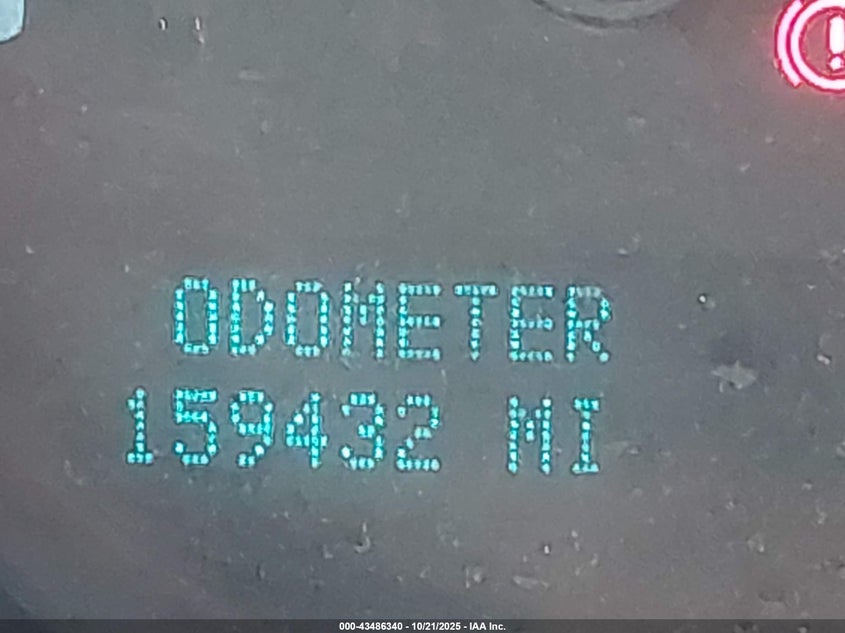 ODOMETER
159432 MI
000-43486340 - 10/21/2025 - IAA Inc.